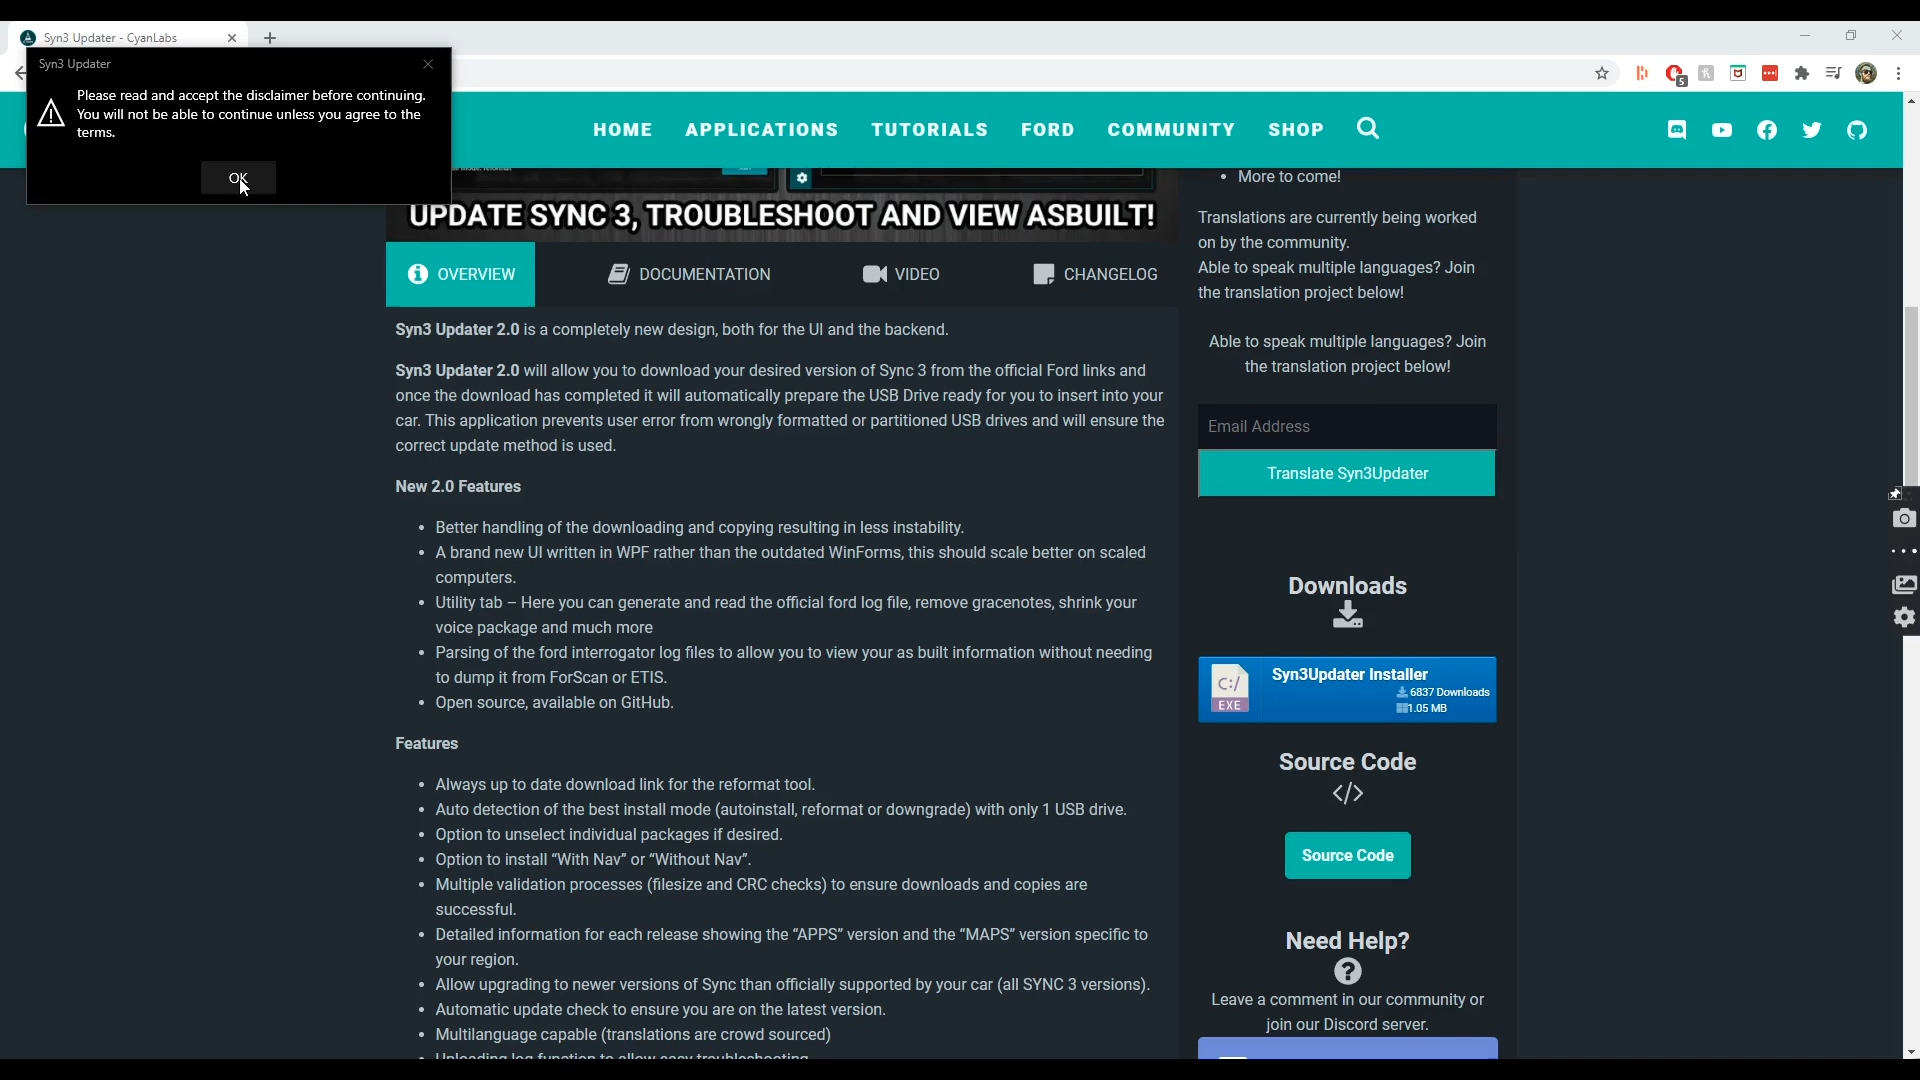 Syn3 Updater - CyanLabs
Syn3 Updater
Please read and accept the disclaimer before continuing.
You will not be able to continue unless you agree to the
terms.
OK
5
HOME
APPLICATIONS
TUTORIALS
FORD
COMMUNITY
SHOP
UPDATE SYNC 3, TROUBLESHOOT AND VIEW ASBUILT!
OVERVIEW
DOCUMENTATION
VIDEO
CHANGELOG
Syn3 Updater 2.0 is a completely new design, both for the UI and the backend.
Syn3 Updater 2.0 will allow you to download your desired version of Sync 3 from the official Ford links and
once the download has completed it will automatically prepare the USB Drive ready for you to insert into your
car. This application prevents user error from wrongly formatted or partitioned USB drives and will ensure the
correct update method is used.
New 2.0 Features
• Better handling of the downloading and copying resulting in less instability.
• A brand new UI written in WPF rather than the outdated WinForms, this should scale better on scaled
computers.
• Utility tab – Here you can generate and read the official ford log file, remove gracenotes, shrink your
voice package and much more
• Parsing of the ford interrogator log files to allow you to view your as built information without needing
to dump it from ForScan or ETIS.
• Open source, available on GitHub.
Features
• Always up to date download link for the reformat tool.
• Auto detection of the best install mode (autoinstall, reformat or downgrade) with only 1 USB drive.
• Option to unselect individual packages if desired.
• Option to install “With Nav” or “Without Nav”.
• Multiple validation processes (filesize and CRC checks) to ensure downloads and copies are
successful.
• Detailed information for each release showing the “APPS” version and the “MAPS” version specific to
your region.
• Allow upgrading to newer versions of Sync than officially supported by your car (all SYNC 3 versions).
• Automatic update check to ensure you are on the latest version.
• Multilanguage capable (translations are crowd sourced)
• Uploading log function to allow easy troubleshooting
• More to come!
Translations are currently being worked
on by the community.
Able to speak multiple languages? Join
the translation project below!
Able to speak multiple languages? Join
the translation project below!
Email Address
Translate Syn3Updater
Downloads
C:/
EXE
Syn3Updater Installer
6837 Downloads
1.05 MB
Source Code
</>
Source Code
Need Help?
Leave a comment in our community or
join our Discord server.